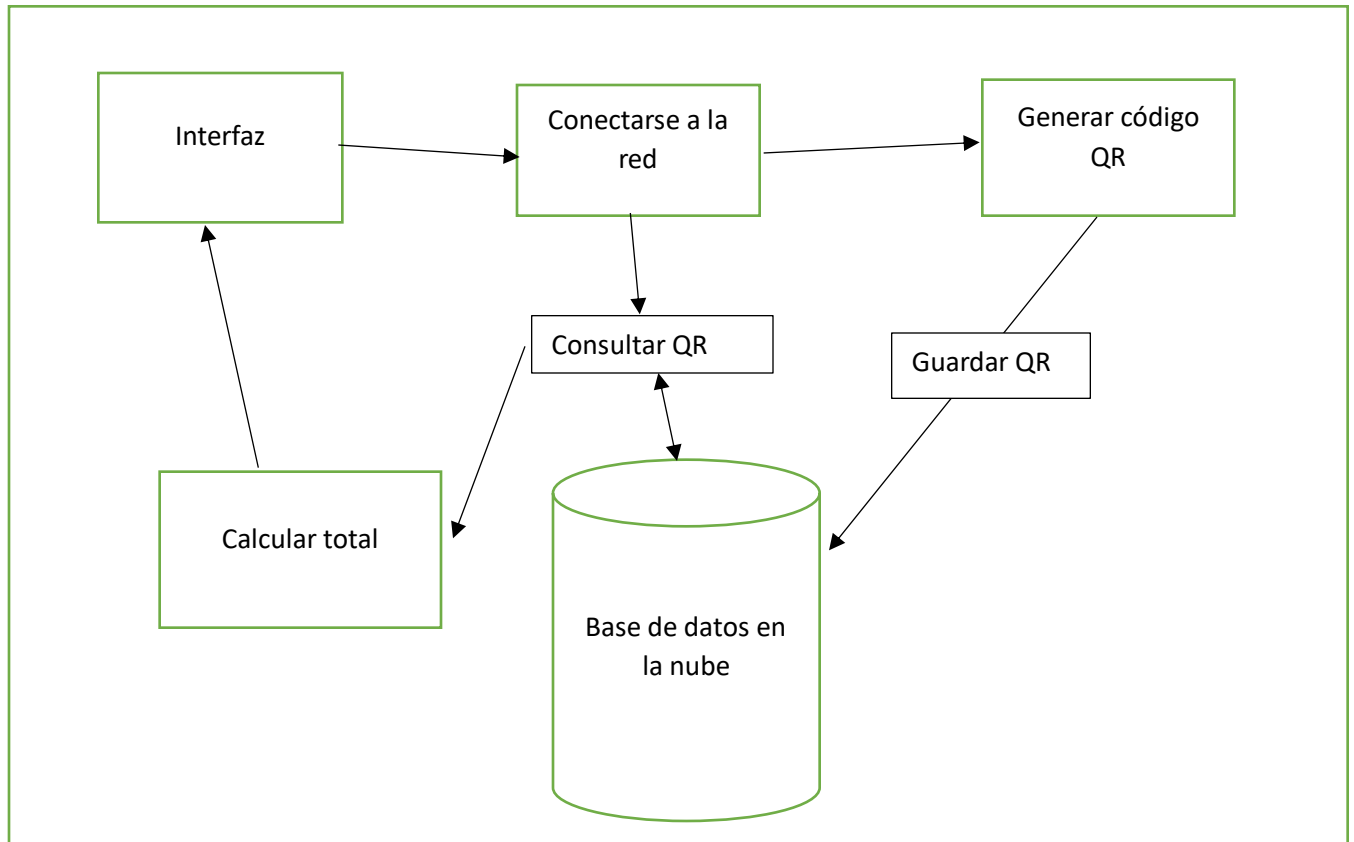 Interfaz
Conectarse a la
red
Generar código
QR
Consultar QR
Guardar QR
Calcular total
Base de datos en
la nube